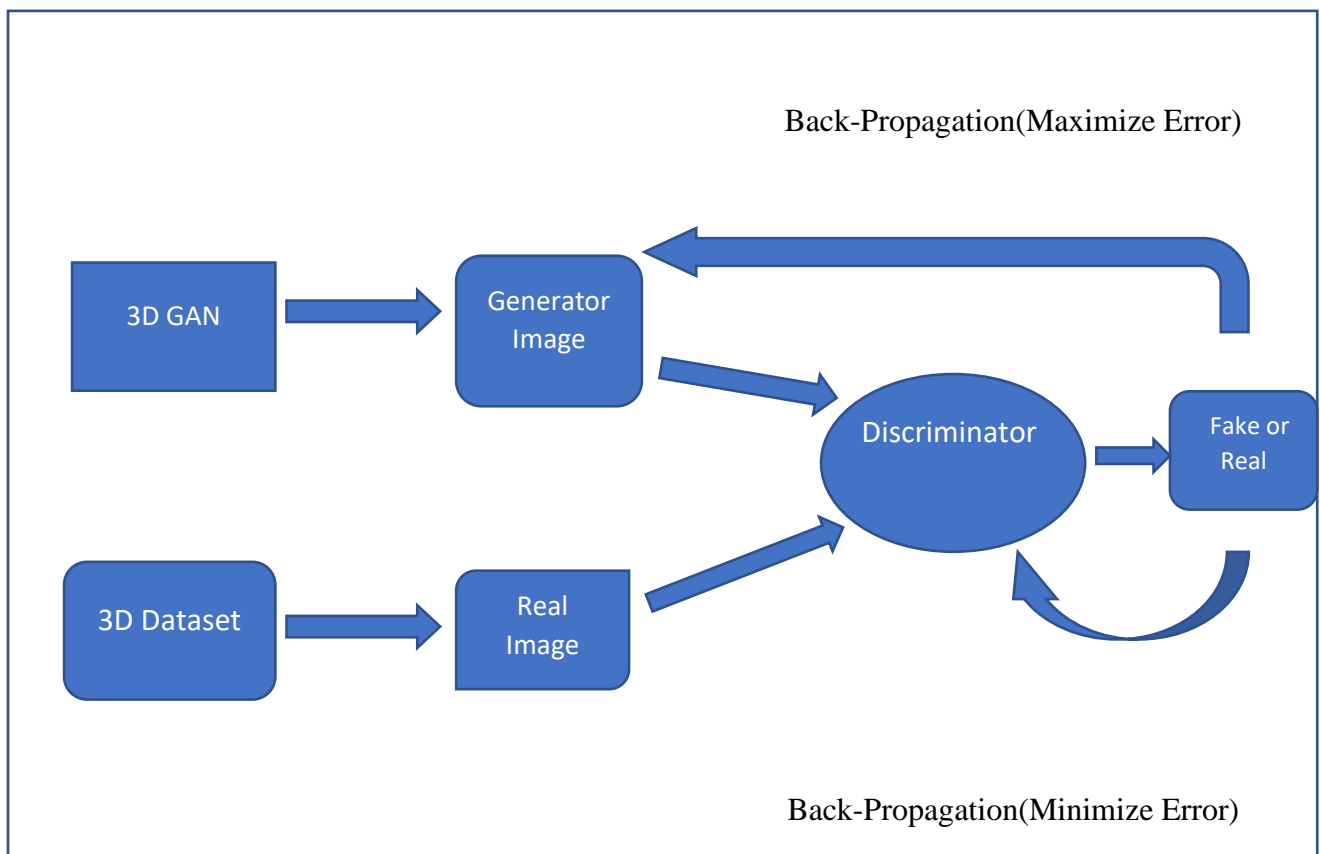 Back-Propagation(Maximize Error)
3D GAN
Generator
Image
Discriminator
Fake or
Real
3D Dataset
Real
Image
Back-Propagation(Minimize Error)